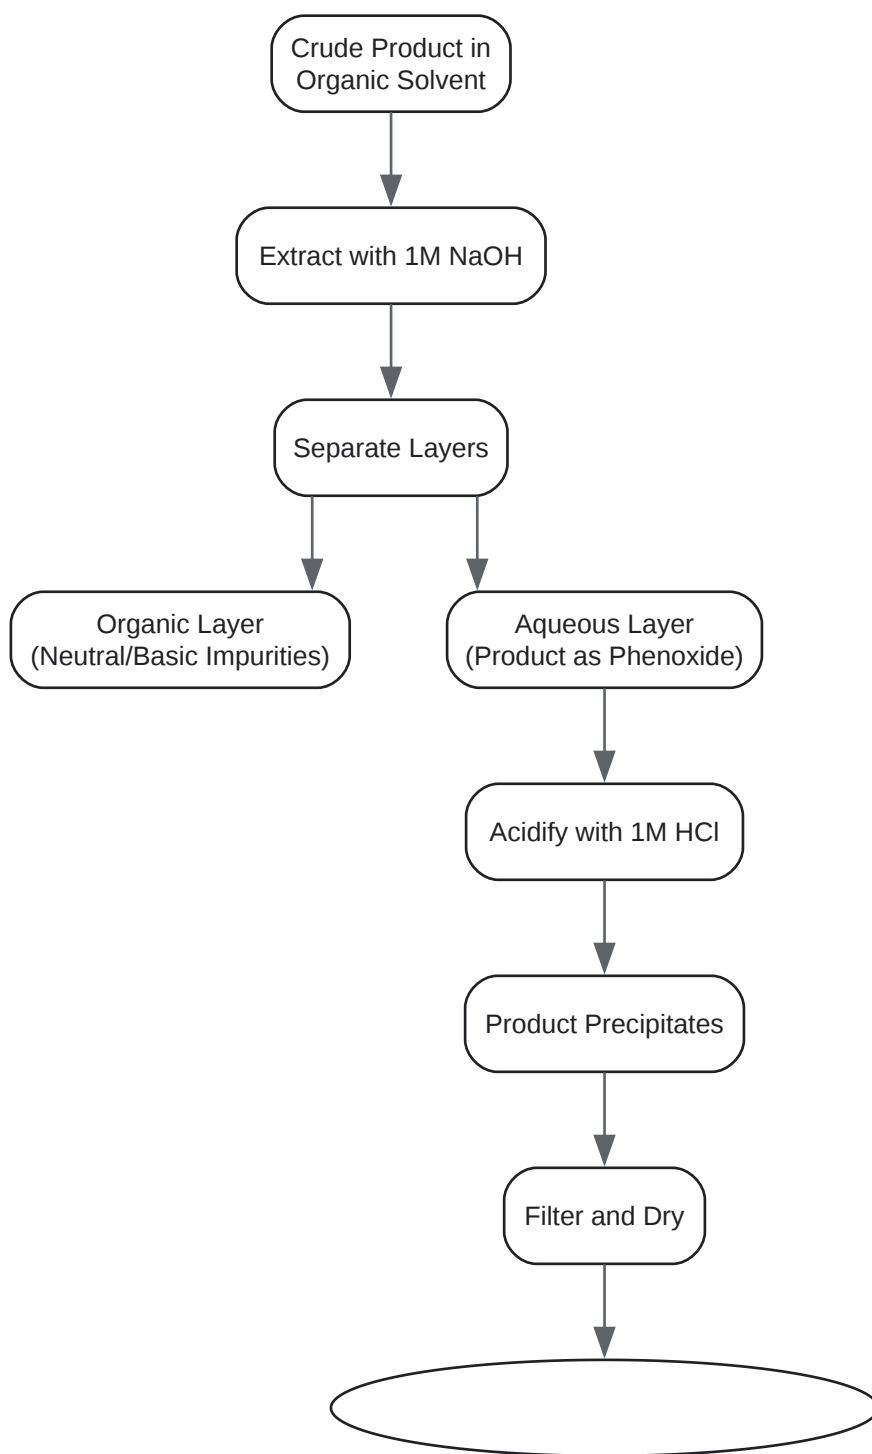 Crude Product in
Organic Solvent
Extract with 1M NaOH
Separate Layers
Organic Layer
(Neutral/Basic Impurities)
Aqueous Layer
(Product as Phenoxide)
Acidify with 1M HCl
Product Precipitates
Filter and Dry